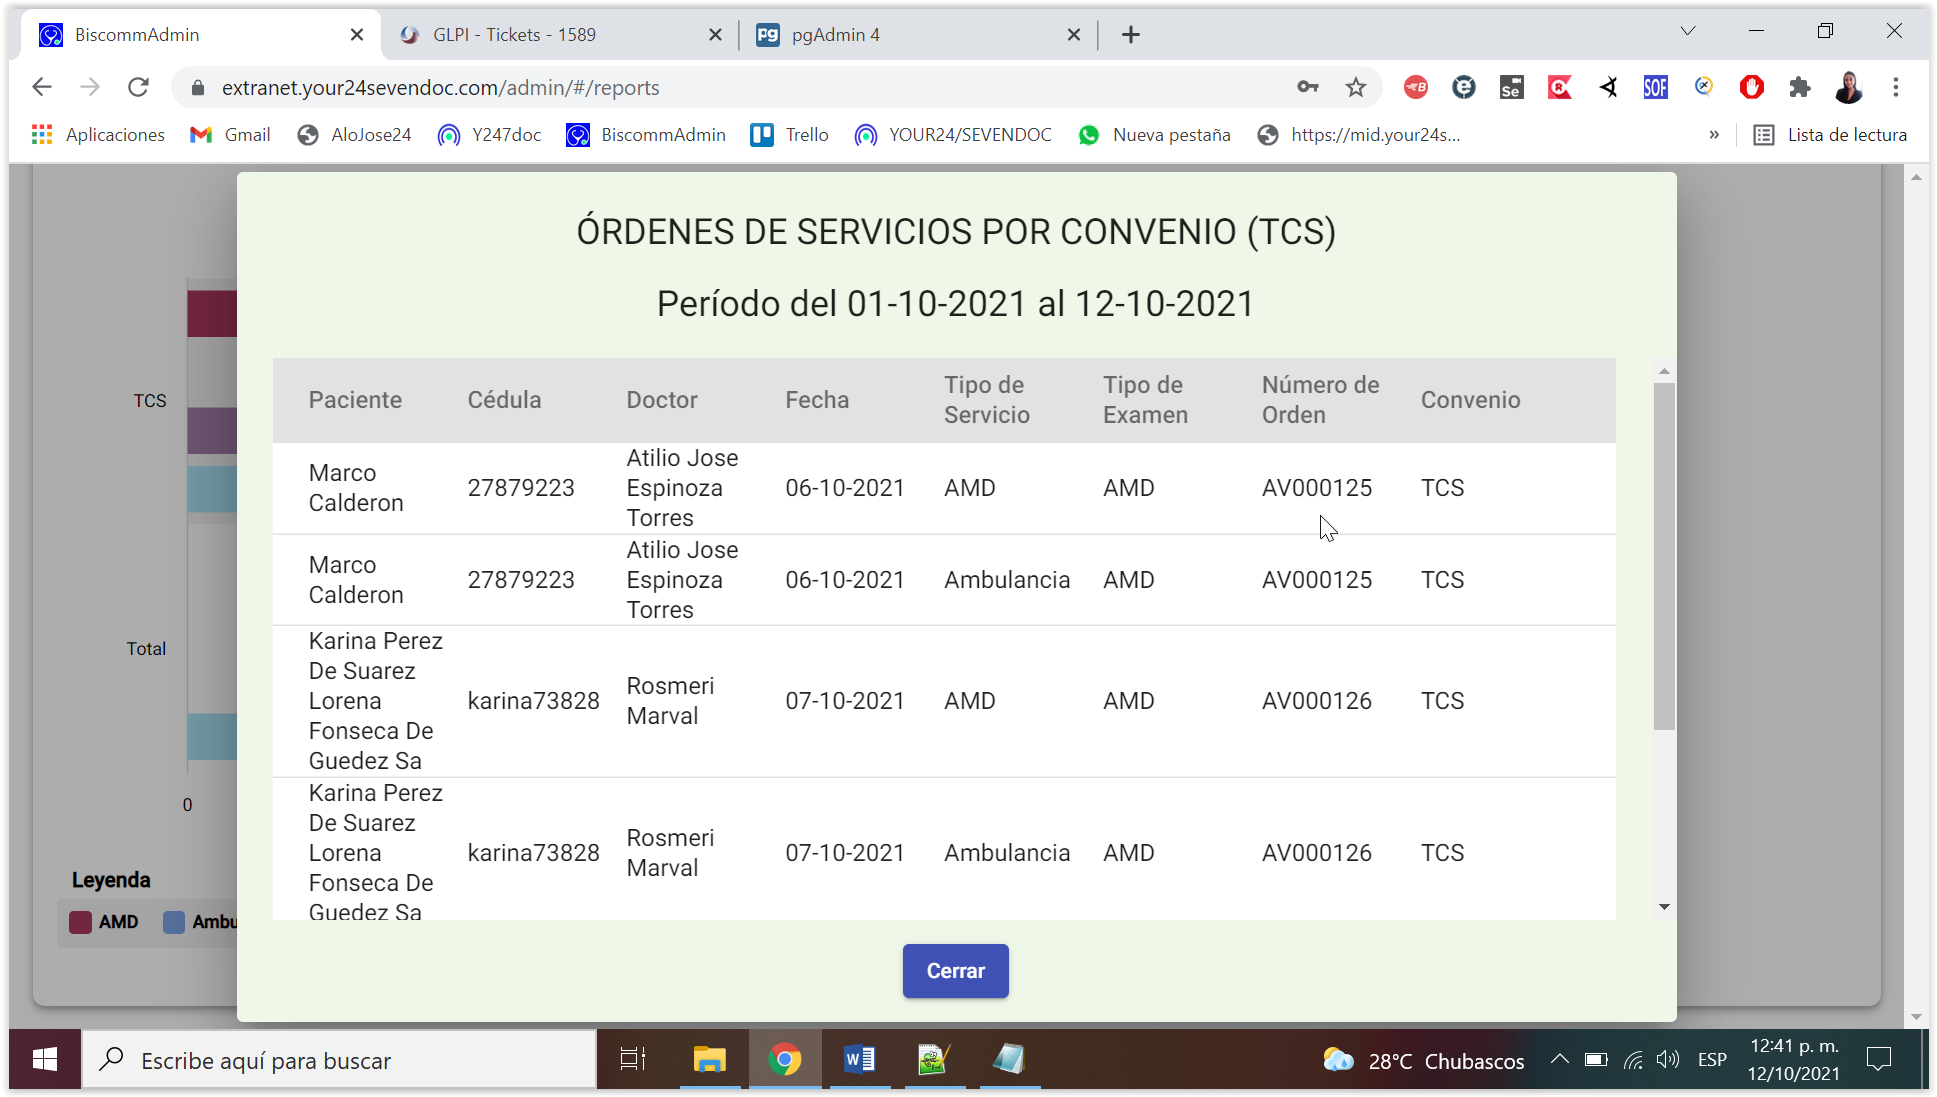 BiscommAdmin
GLPI - Tickets - 1589
pgAdmin 4
extranet.your24sevendoc.com/admin/#/reports
Aplicaciones
Gmail
AloJose24
Y247doc
BiscommAdmin
Trello
YOUR24/SEVENDOC
Nueva pestaña
https://mid.your24s...
»
Lista de lectura
ÓRDENES DE SERVICIOS POR CONVENIO (TCS)
Período del 01-10-2021 al 12-10-2021
Paciente
Cédula
Doctor
Fecha
Tipo de
Servicio
Tipo de
Examen
Número de
Orden
Convenio
Marco
Calderon
27879223
Atilio Jose
Espinoza
Torres
06-10-2021
AMD
AMD
AV000125
TCS
Marco
Calderon
27879223
Atilio Jose
Espinoza
Torres
06-10-2021
Ambulancia
AMD
AV000125
TCS
Karina Perez
De Suarez
Lorena
Fonseca De
Guedez Sa
karina73828
Rosmeri
Marval
07-10-2021
AMD
AMD
AV000126
TCS
Karina Perez
De Suarez
Lorena
Fonseca De
Guedez Sa
karina73828
Rosmeri
Marval
07-10-2021
Ambulancia
AMD
AV000126
TCS
Cerrar
TCS
Total
0
Leyenda
AMD
Ambu
Escribe aquí para buscar
28°C Chubascos
ESP
12:41 p. m.
12/10/2021